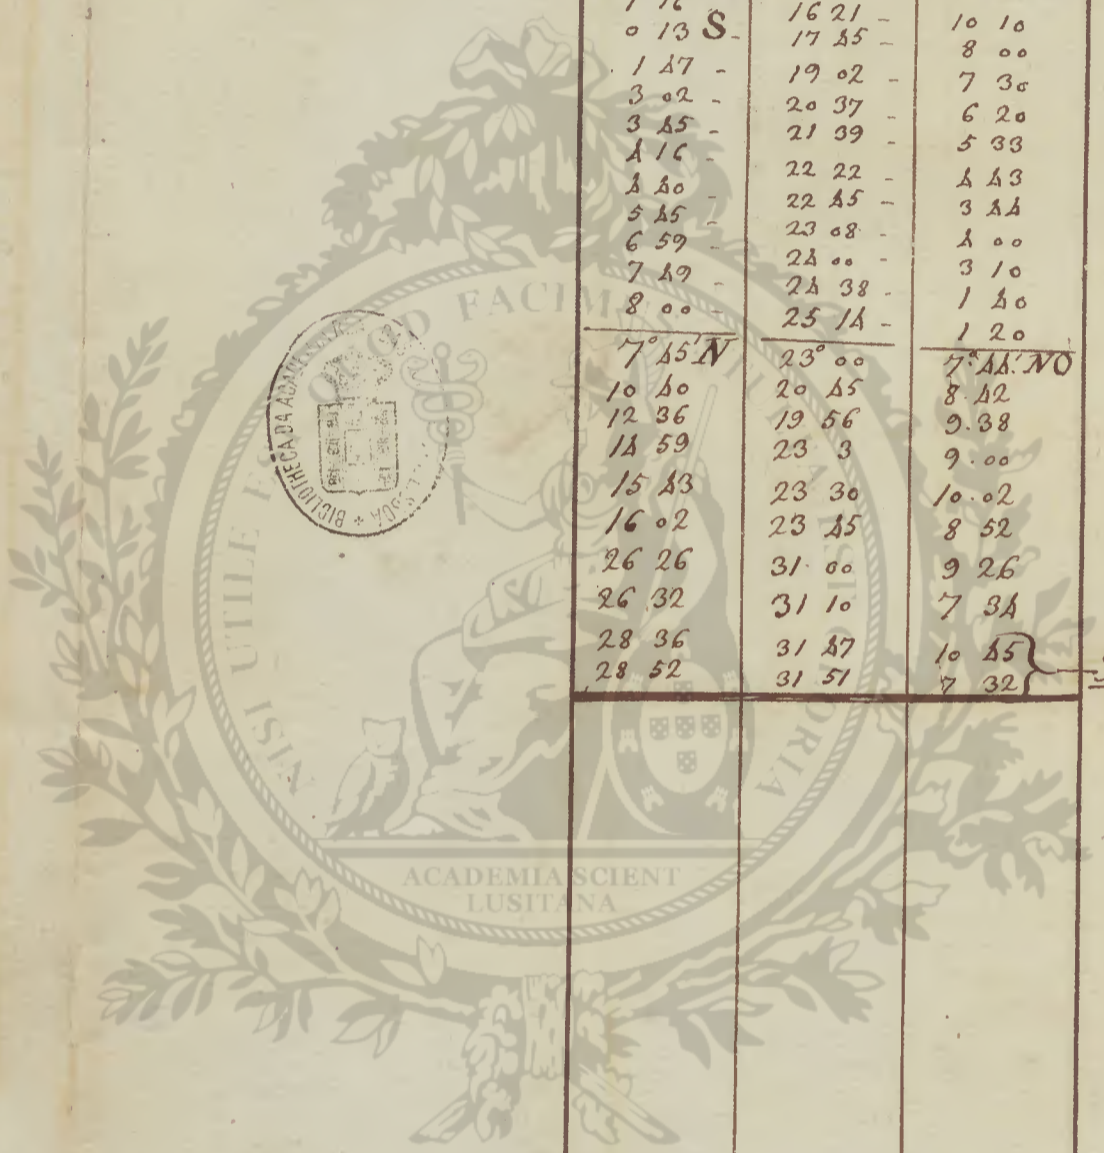 1 16 | 16 21 - | 10 10
0 13 S. | 17 45 - | 8 00
1 47 - | 19 02 - | 7 30
3 02 - | 20 37 - | 6 20
3 45 - | 21 39 - | 5 33
4 16 - | 22 22 - | 4 43
4 40 - | 22 45 - | 3 44
5 45 - | 23 08 - | 4 00
6 59 - | 24 00 - | 3 10
7 49 - | 24 38 - | 1 40
8 00 - | 25 14 - | 1 20
7° 45' N | 23° 00 | 7° 44' NO
10 40 | 20 45 | 8 42
12 36 | 19 56 | 9.38
14 59 | 23 3 | 9.00
15 43 | 23 30 | 10.02
16 02 | 23 45 | 8 52
26 26 | 31 00 | 9 26
26 32 | 31 10 | 7 34
28 36 | 31 47 | 10 45
28 52 | 31 51 | 7 32
BIBLIOTHECA DA ACADEMIA
NISI UTILE QUOD FACIMUS GLORIA
ACADEMIA SCIENT
LUSITANA